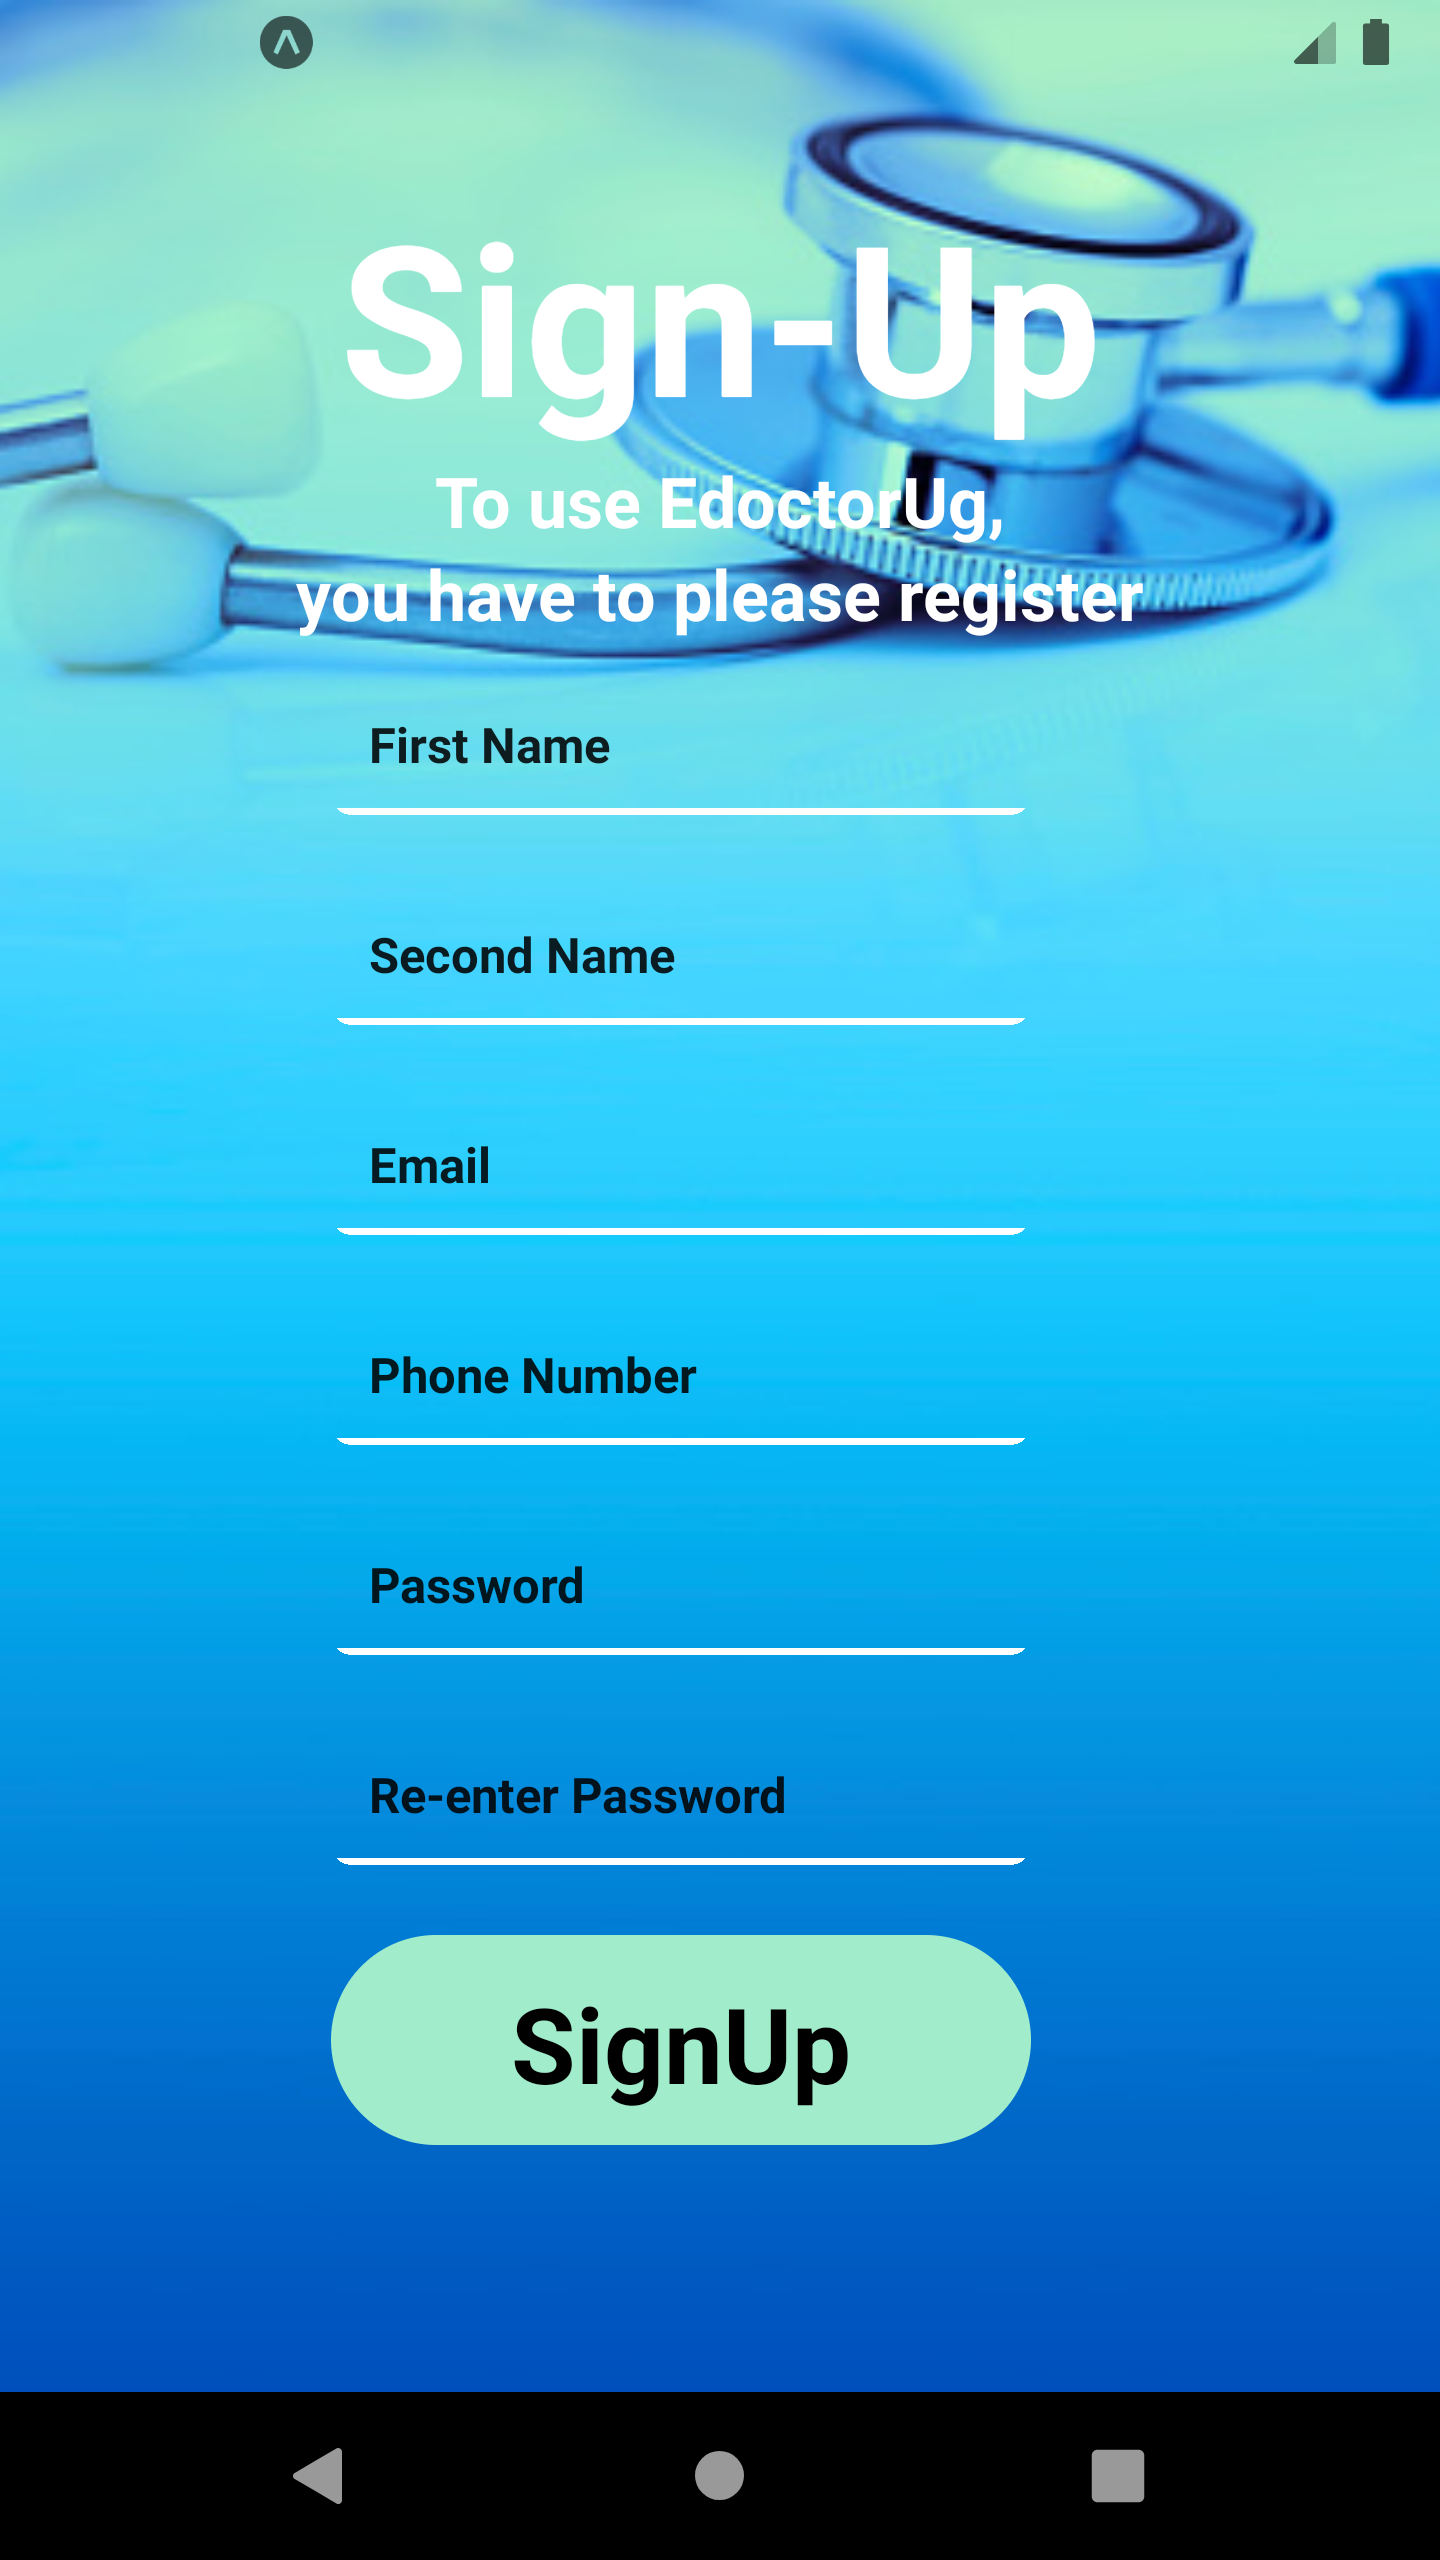 Sign-Up
To use EdoctorUg,
you have to please register
First Name
Second Name
Email
Phone Number
Password
Re-enter Password
SignUp